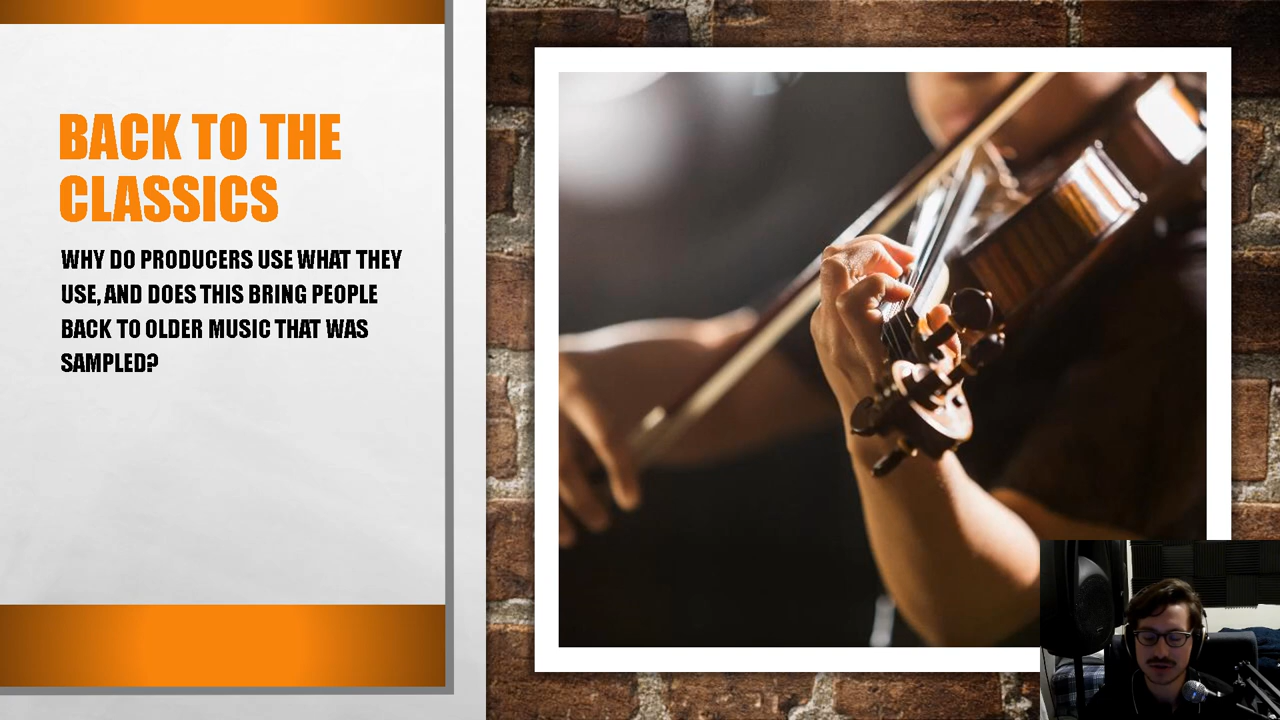 BACK TO THE
CLASSICS
WHY DO PRODUCERS USE WHAT THEY
USE, AND DOES THIS BRING PEOPLE
BACK TO OLDER MUSIC THAT WAS
SAMPLED?